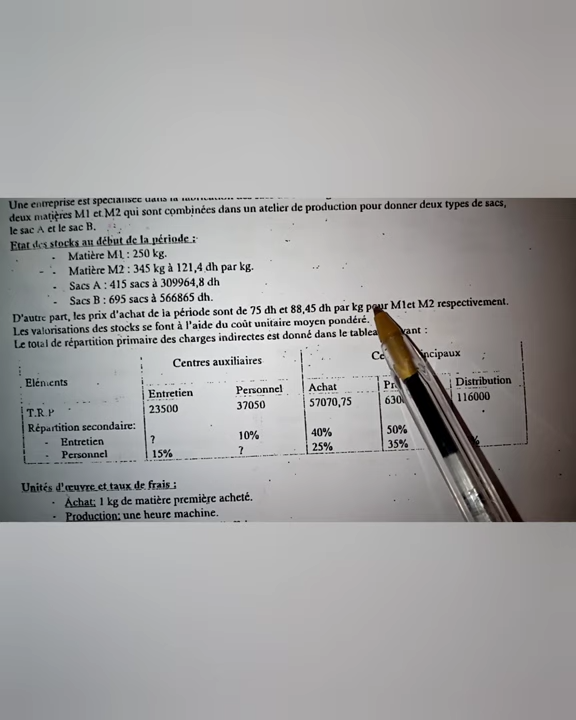 Une entreprise est spécialisée dans la
deux matières M1 et M2 qui sont combinées dans un atelier de production pour donner deux types de sacs,
le sac A et le sac B.
Etat des stocks au début de la période :
- Matière M1 : 250 kg.
- Matière M2 : 345 kg à 121,4 dh par kg.
- Sacs A : 415 sacs à 309964,8 dh
- Sacs B : 695 sacs à 566865 dh.
D'autre part, les prix d'achat de la période sont de 75 dh et 88,45 dh par kg pour M1et M2 respectivement.
Les valorisations des stocks se font à l'aide du coût unitaire moyen pondéré.
Le total de répartition primaire des charges indirectes est donné dans le :
Centres auxiliaires
Eléments Entretien Personnel Achat Distribution
T.R.P 23500 37050 57070,75 630 116000
Répartition secondaire:
- Entretien ? 10% 40% 50%
- Personnel 15% ? 25% 35% %
Unités d'œuvre et taux de frais :
- Achat: 1 kg de matière première acheté.
- Production: une heure machine.